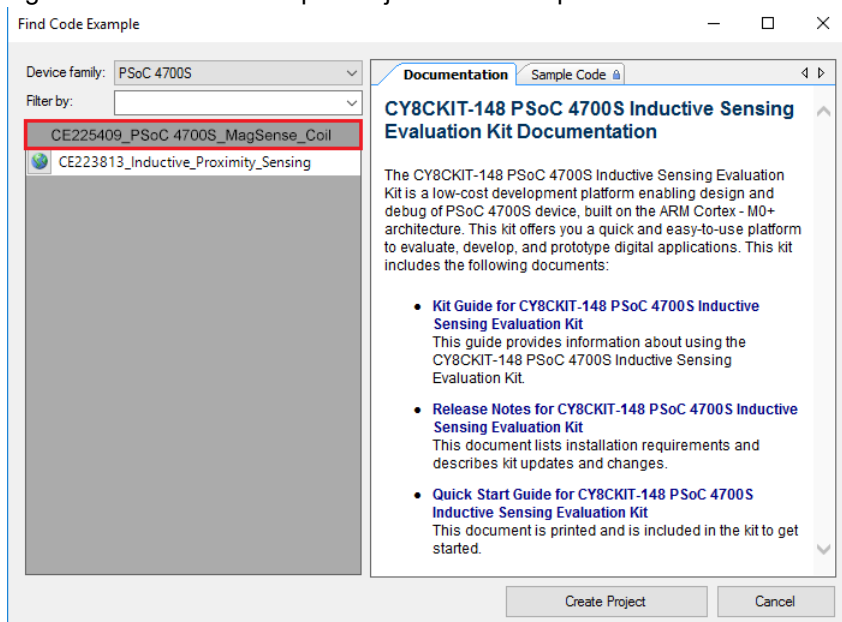 Find Code Example
Device family: PSoC 4700S
Filter by:
CE225409_PSoC 4700S_MagSense_Coil
CE223813_Inductive_Proximity_Sensing
Documentation
Sample Code
CY8CKIT-148 PSoC 4700S Inductive Sensing
Evaluation Kit Documentation
The CY8CKIT-148 PSoC 4700S Inductive Sensing Evaluation
Kit is a low-cost development platform enabling design and
debug of PSoC 4700S device, built on the ARM Cortex - M0+
architecture. This kit offers you a quick and easy-to-use platform
to evaluate, develop, and prototype digital applications. This kit
includes the following documents:
• Kit Guide for CY8CKIT-148 PSoC 4700S Inductive
Sensing Evaluation Kit
This guide provides information about using the
CY8CKIT-148 PSoC 4700S Inductive Sensing
Evaluation Kit.
• Release Notes for CY8CKIT-148 PSoC 4700S Inductive
Sensing Evaluation Kit
This document lists installation requirements and
describes kit updates and changes.
• Quick Start Guide for CY8CKIT-148 PSoC 4700S
Inductive Sensing Evaluation Kit
This document is printed and is included in the kit to get
started.
Create Project
Cancel